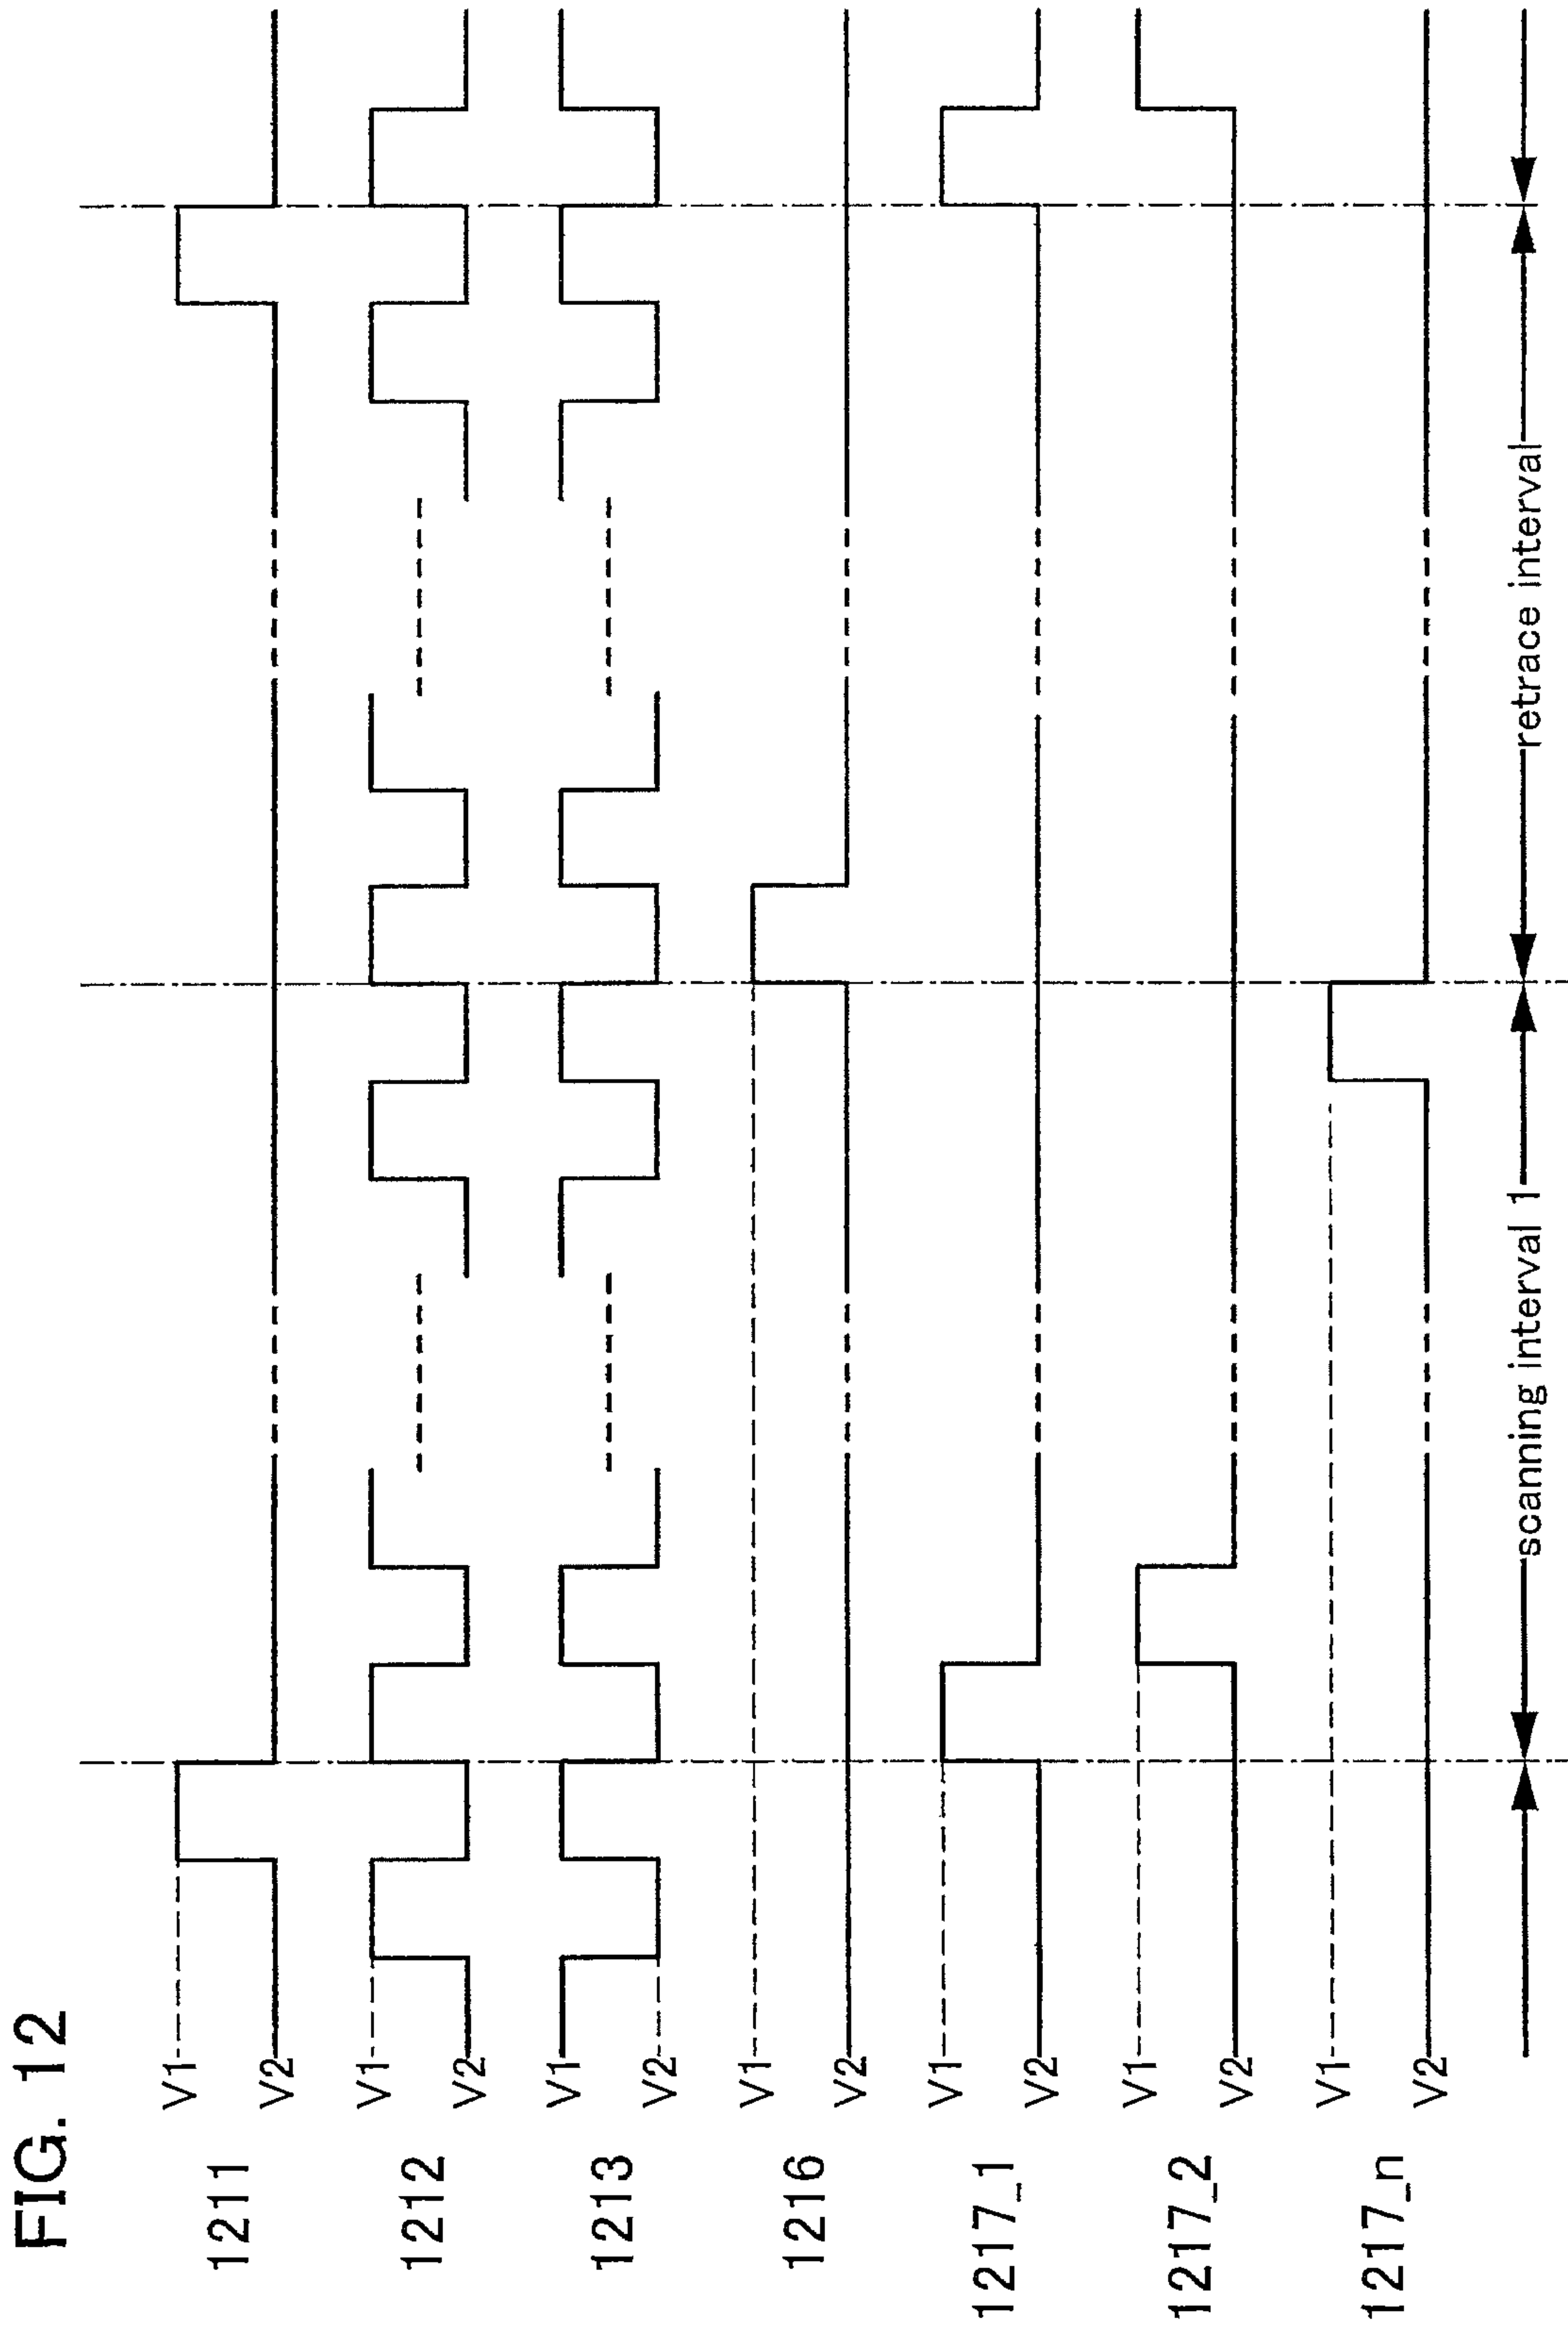 FIG. 12
1211
V1
V2
1212
V1
V2
1213
V1
V2
1216
V1
V2
1217_1
V1
V2
1217_2
V1
V2
1217_n
V1
V2
scanning interval 1
retrace interval